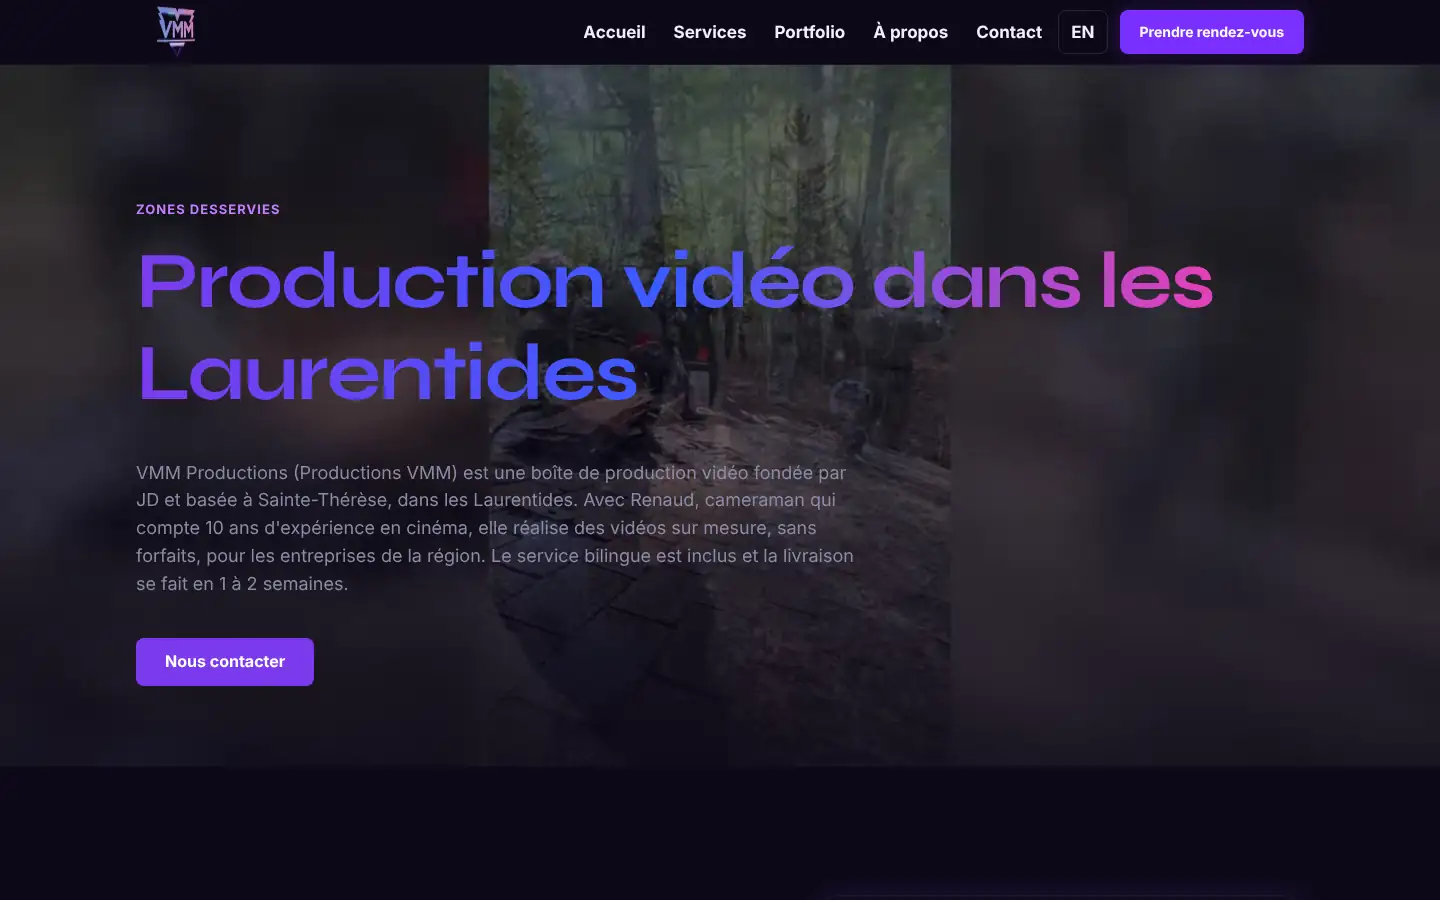 VMM
Accueil
Services
Portfolio
À propos
Contact
EN
Prendre rendez-vous
ZONES DESSERVIES
Production vidéo dans les
Laurentides
VMM Productions (Productions VMM) est une boîte de production vidéo fondée par
JD et basée à Sainte-Thérèse, dans les Laurentides. Avec Renaud, cameraman qui
compte 10 ans d'expérience en cinéma, elle réalise des vidéos sur mesure, sans
forfaits, pour les entreprises de la région. Le service bilingue est inclus et la livraison
se fait en 1 à 2 semaines.
Nous contacter